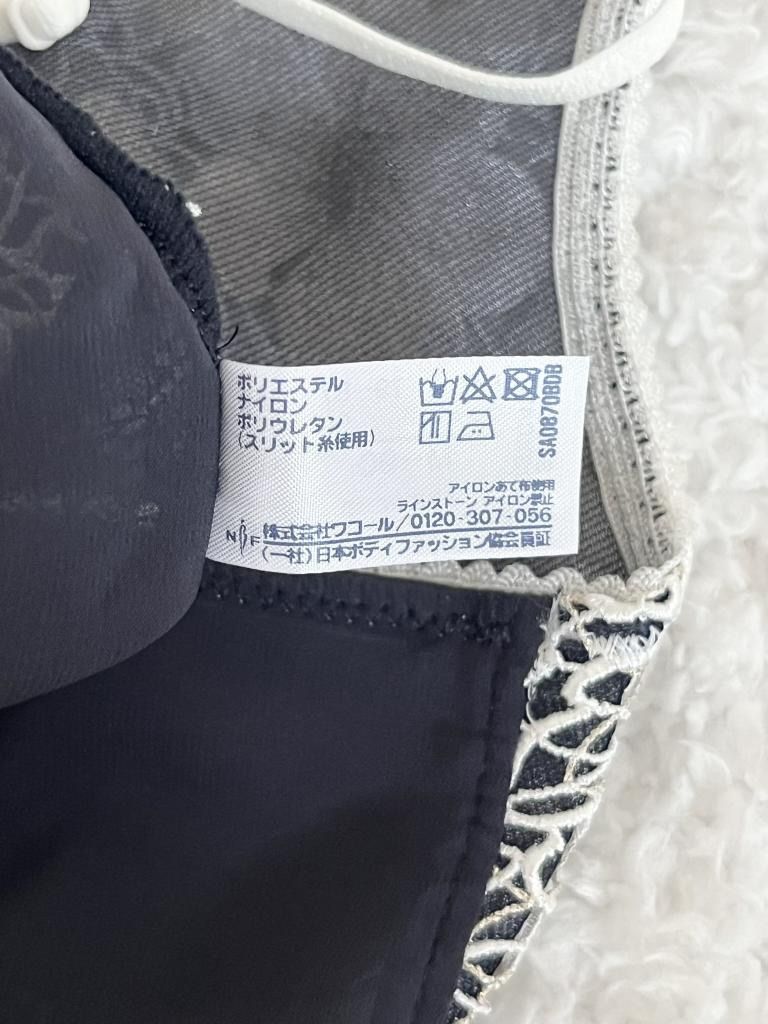 ポリエステル
ナイロン
ポリウレタン
(スリット糸使用)
SA0870BDB
アイロンあて布使用
ラインストーン アイロン禁止
株式会社ワコール/0120-307-056
(一社)日本ボディファッション協会員証
N F